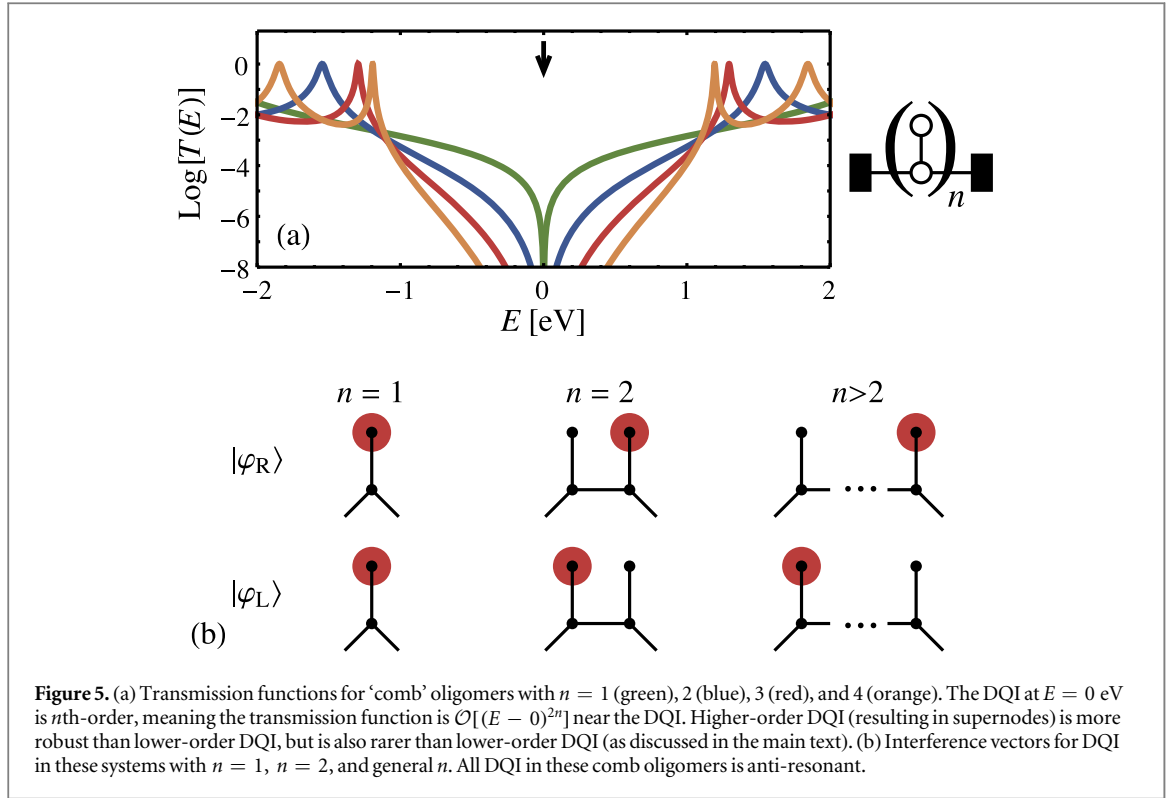 0
−2
−4
−6
−8
Log[T(E)]
(a)
−2 −1 0 1 2
E [eV]
( ) n
n = 1 n = 2 n>2
|φR⟩
...
|φL⟩
...
(b)
Figure 5. (a) Transmission functions for ‘comb’ oligomers with n = 1 (green), 2 (blue), 3 (red), and 4 (orange). The DQI at E = 0 eV
is nth-order, meaning the transmission function is 𝒪[(E − 0)²ⁿ] near the DQI. Higher-order DQI (resulting in supernodes) is more
robust than lower-order DQI, but is also rarer than lower-order DQI (as discussed in the main text). (b) Interference vectors for DQI
in these systems with n = 1, n = 2, and general n. All DQI in these comb oligomers is anti-resonant.